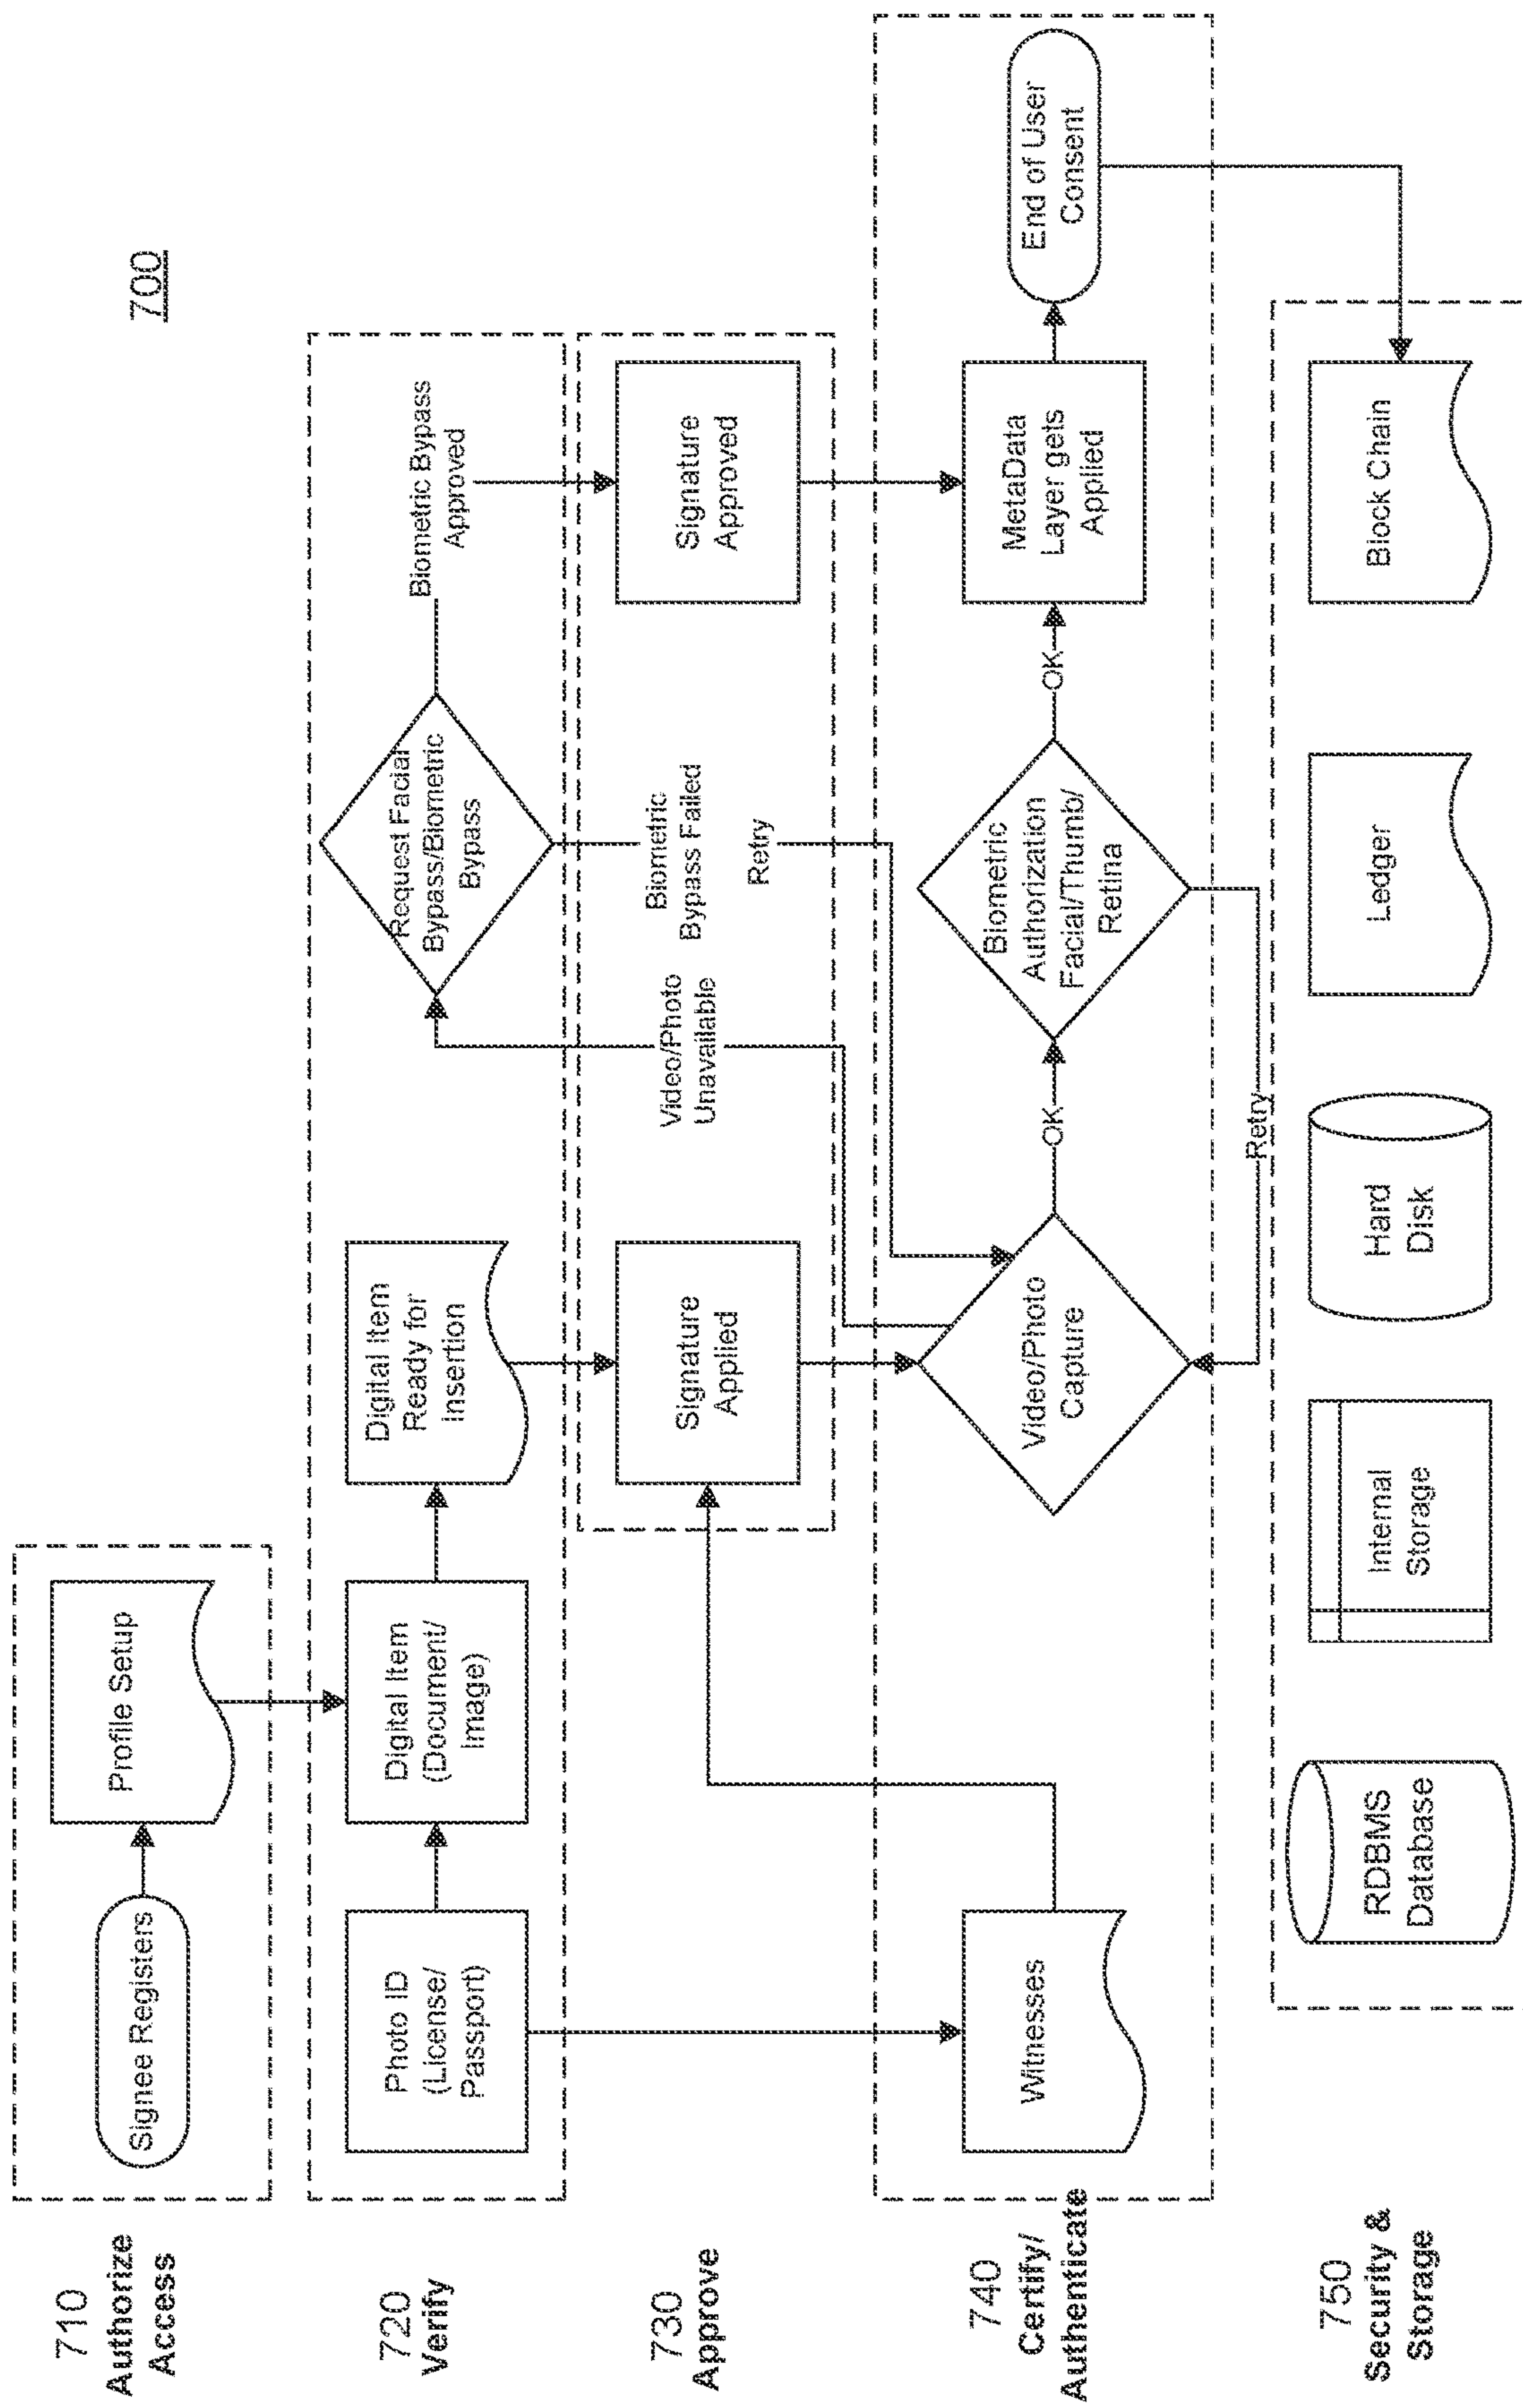 700
710
Authorize
Access
Signee Registers
Profile Setup
720
Verify
Photo ID
(License/
Passport)
Digital Item
(Document/
Image)
Digital Item
Ready for
Insertion
Request Facial
Bypass/Biometric
Bypass
Biometric Bypass
Approved
730
Approve
Signature
Applied
Video/Photo
Unavailable
Biometric
Bypass Failed
Retry
Signature
Approved
740
Certify/
Authenticate
Witnesses
Video/Photo
Capture
OK
Biometric
Authorization
Facial/Thumb/
Retina
OK
MetaData
Layer gets
Applied
End of User
Consent
Retry
750
Security &
Storage
RDBMS
Database
Internal
Storage
Hard
Disk
Ledger
Block Chain